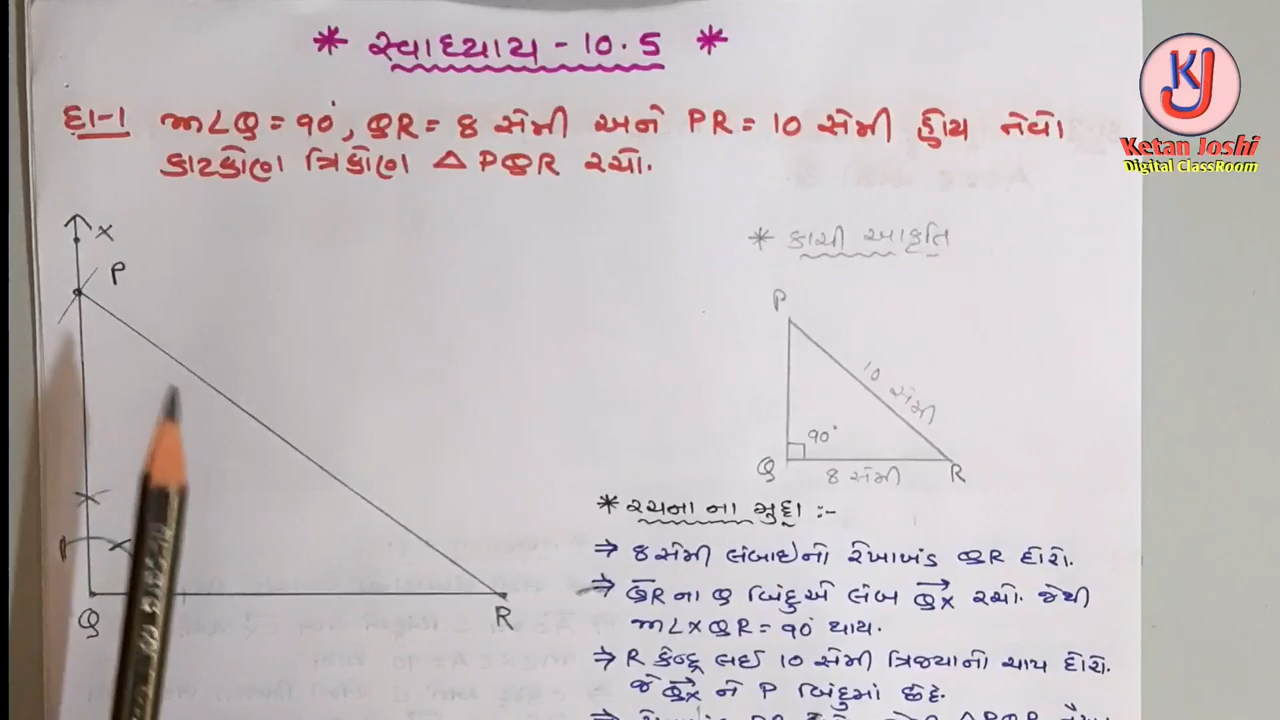 * સ્વાધ્યાય - 10.5 *
દા-1 m∠Q = 90°, QR = 8 સેમી અને PR = 10 સેમી હોય તેવો
કાટકોણ ત્રિકોણ △ PQR રચો.
KJ
Ketan Joshi
Digital ClassRoom
X
P
Q
R
* કાચી આકૃતિ
P
10 સેમી
90°
Q
8 સેમી
R
* રચના ના મુદ્દા :-
⇒ 8 સેમી લંબાઈનો રેખાખંડ QR દોરો.
⇒ QR ના Q બિંદુએ લંબ QX રચો. જેથી
m∠XQR = 90° થાય.
⇒ R કેન્દ્ર લઈ 10 સેમી ત્રિજ્યાનો ચાપ દોરો.
જે QX ને P બિંદુમાં છેદે.